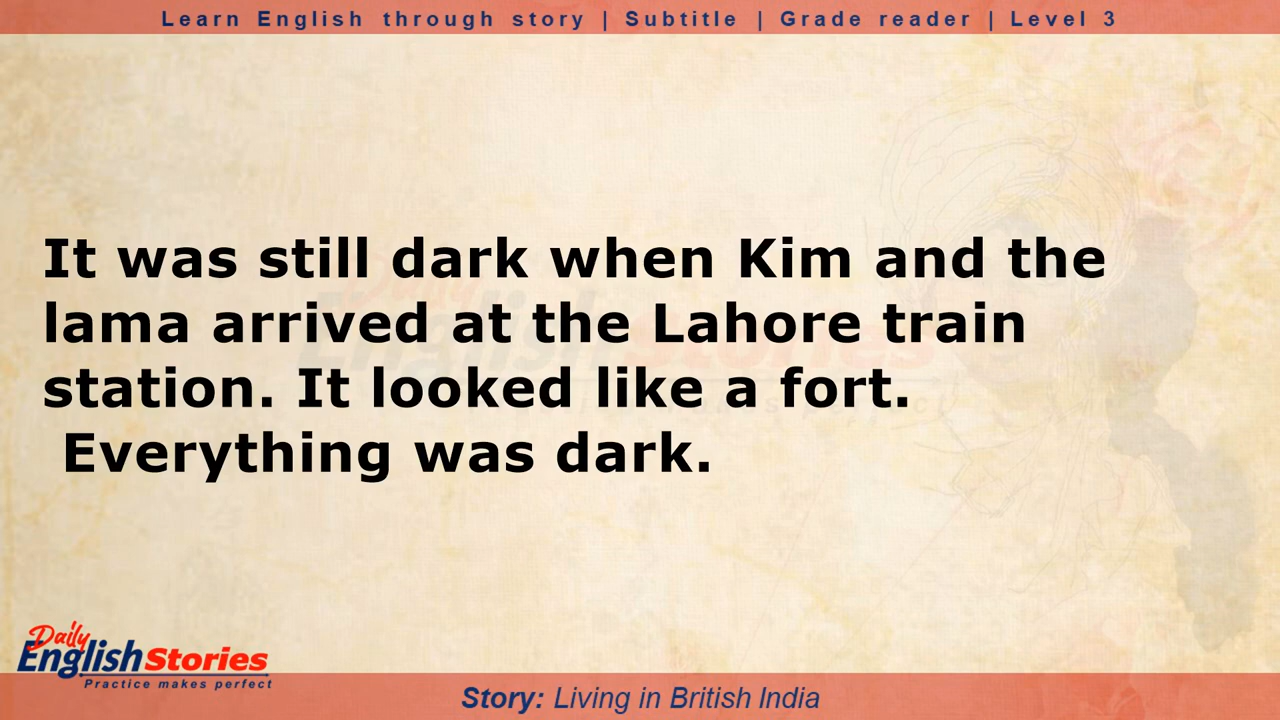 Learn English through story | Subtitle | Grade reader | Level 3
It was still dark when Kim and the
lama arrived at the Lahore train
station. It looked like a fort.
Everything was dark.
Daily
English Stories
Practice makes perfect
Story: Living in British India